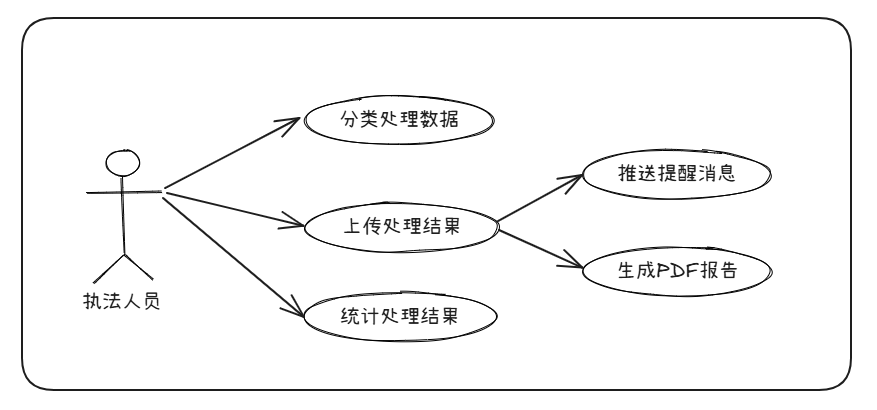 分类处理数据
推送提醒消息
上传处理结果
生成PDF报告
执法人员
统计处理结果